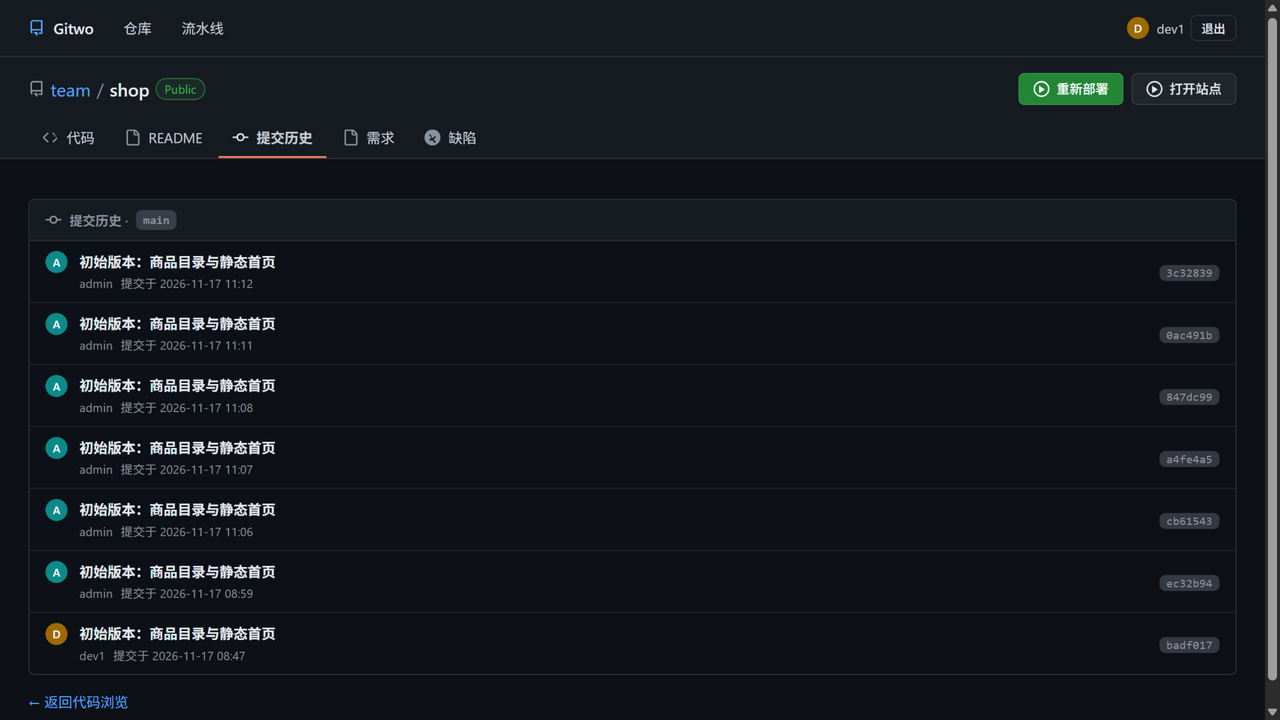 Gitwo 仓库 流水线 D dev1 退出
team / shop Public 重新部署 打开站点
代码 README 提交历史 需求 缺陷
提交历史 · main
A 初始版本：商品目录与静态首页
admin 提交于 2026-11-17 11:12 3c32839
A 初始版本：商品目录与静态首页
admin 提交于 2026-11-17 11:11 0ac491b
A 初始版本：商品目录与静态首页
admin 提交于 2026-11-17 11:08 847dc99
A 初始版本：商品目录与静态首页
admin 提交于 2026-11-17 11:07 a4fe4a5
A 初始版本：商品目录与静态首页
admin 提交于 2026-11-17 11:06 cb61543
A 初始版本：商品目录与静态首页
admin 提交于 2026-11-17 08:59 ec32b94
D 初始版本：商品目录与静态首页
dev1 提交于 2026-11-17 08:47 badf017
← 返回代码浏览